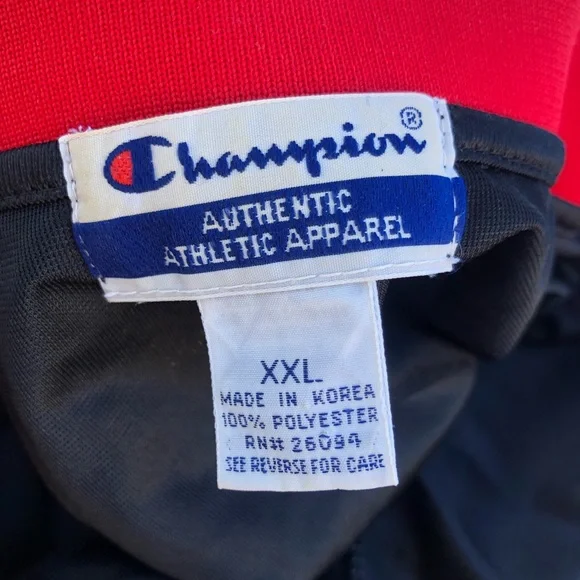 Champion®
AUTHENTIC
ATHLETIC APPAREL
XXL
MADE IN KOREA
100% POLYESTER
RN# 26094
SEE REVERSE FOR CARE